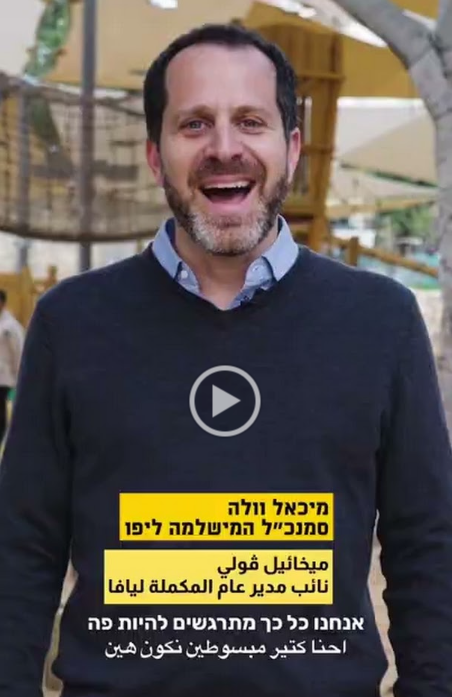 מיכאל וולה
סמנכ״ל המישלמה ליפו
ميخائيل ڤولي
نائب مدير عام المكملة ليافا
אנחנו כל כך מתרגשים להיות פה
احنا كتير مبسوطين نكون هين